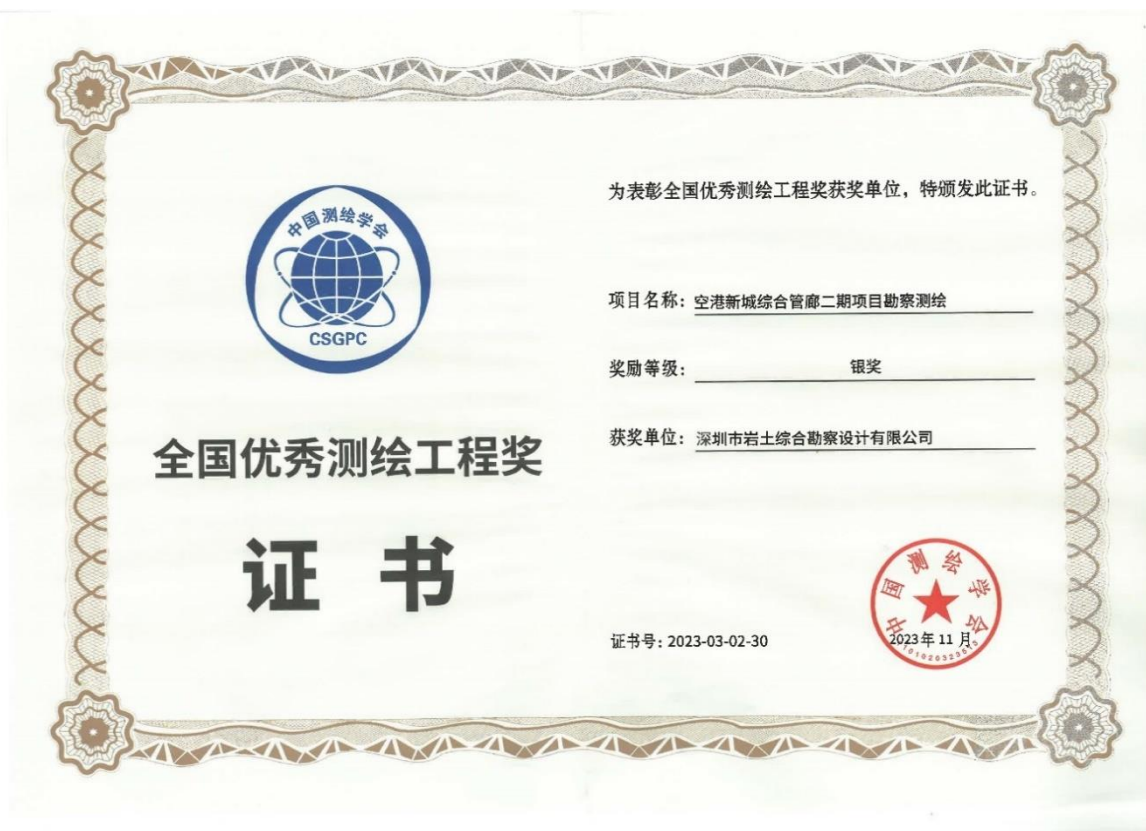 中国测绘学会
CSGPC
全国优秀测绘工程奖
证 书
为表彰全国优秀测绘工程奖获奖单位，特颁发此证书。
项目名称：空港新城综合管廊二期项目勘察测绘
奖励等级：银奖
获奖单位：深圳市岩土综合勘察设计有限公司
中国测绘学会
证书号：2023-03-02-30
2023年11月